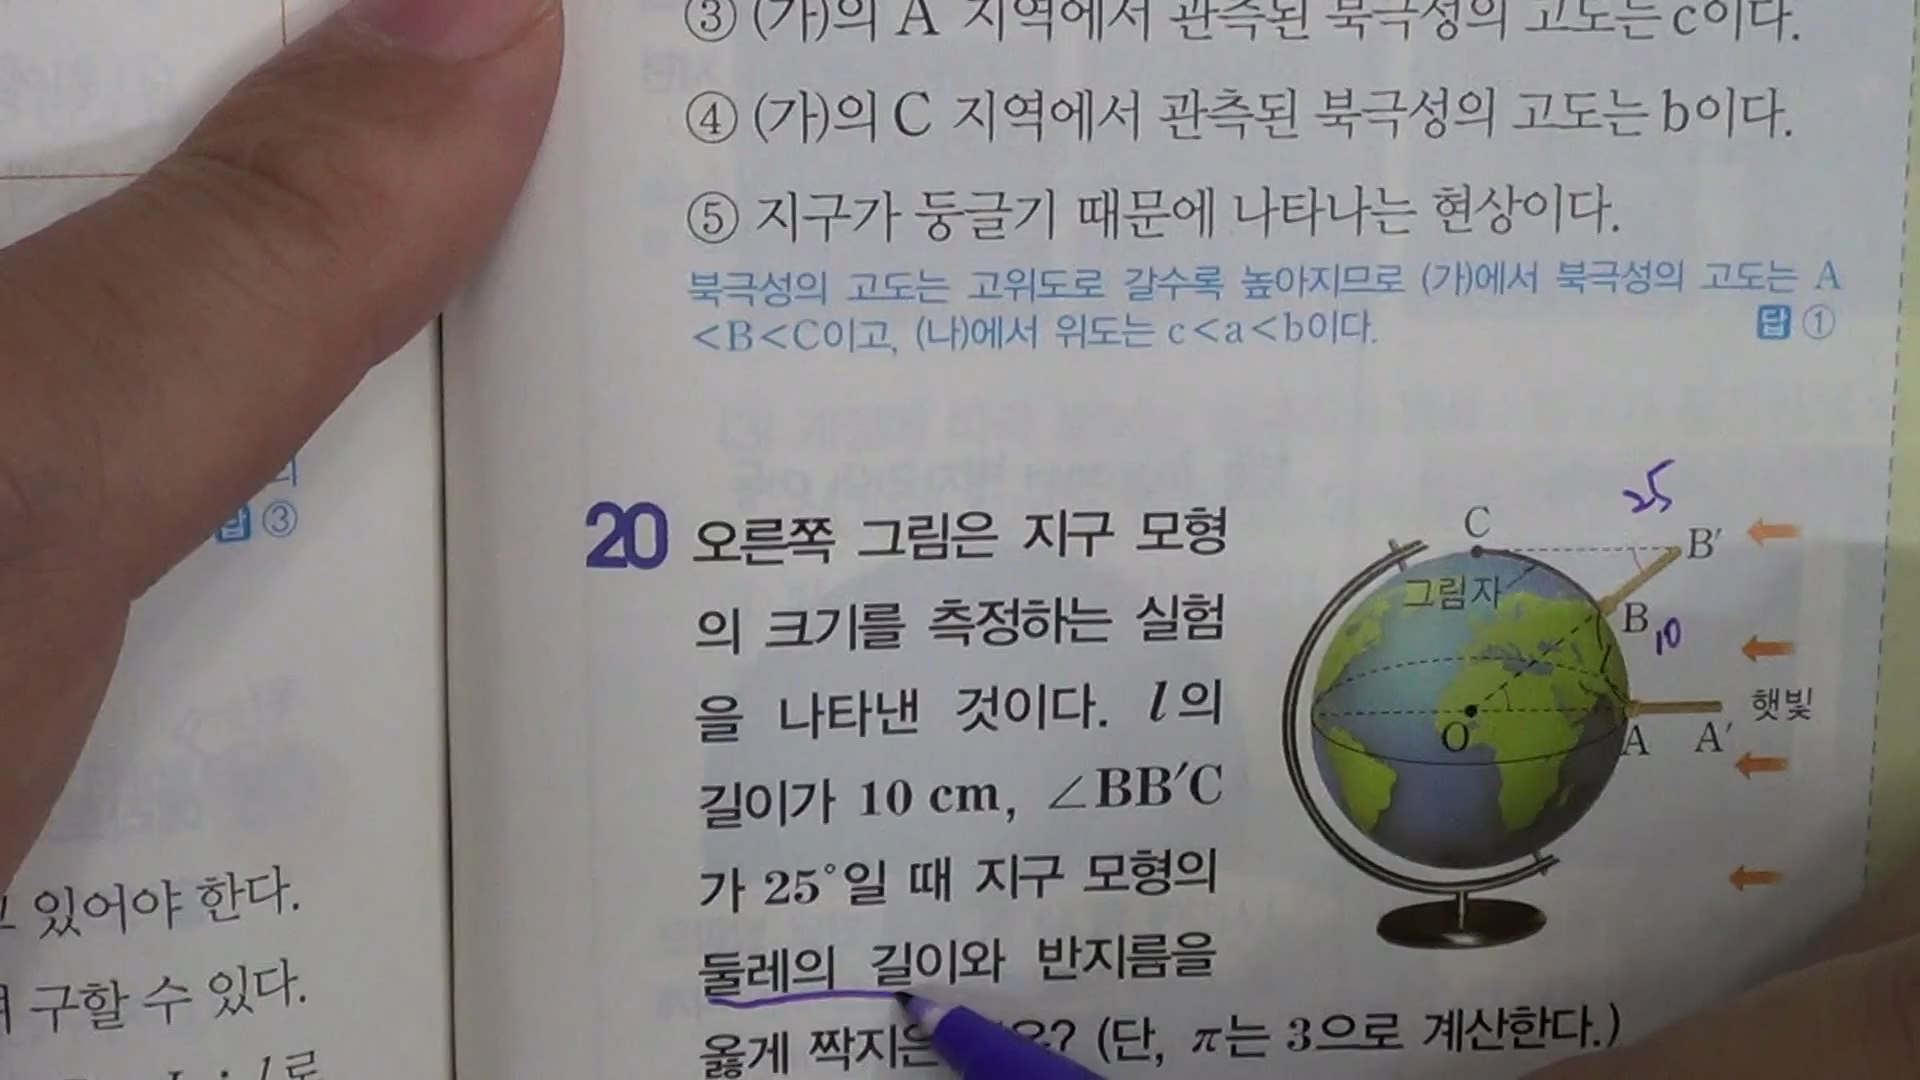 ③ (가)의 A 지역에서 관측된 북극성의 고도는 c이다.
④ (가)의 C 지역에서 관측된 북극성의 고도는 b이다.
⑤ 지구가 둥글기 때문에 나타나는 현상이다.
북극성의 고도는 고위도로 갈수록 높아지므로 (가)에서 북극성의 고도는 A
<B<C이고, (나)에서 위도는 c<a<b이다. 답 ①
의
답 ③
있어야 한다.
구할 수 있다.
l로
20 오른쪽 그림은 지구 모형
의 크기를 측정하는 실험
을 나타낸 것이다. l의
길이가 10 cm, ∠BB′C
가 25°일 때 지구 모형의
둘레의 길이와 반지름을
옳게 짝지은 (단, π는 3으로 계산한다.)
25
C
B′
그림자
B
10
l
햇빛
O
A
A′